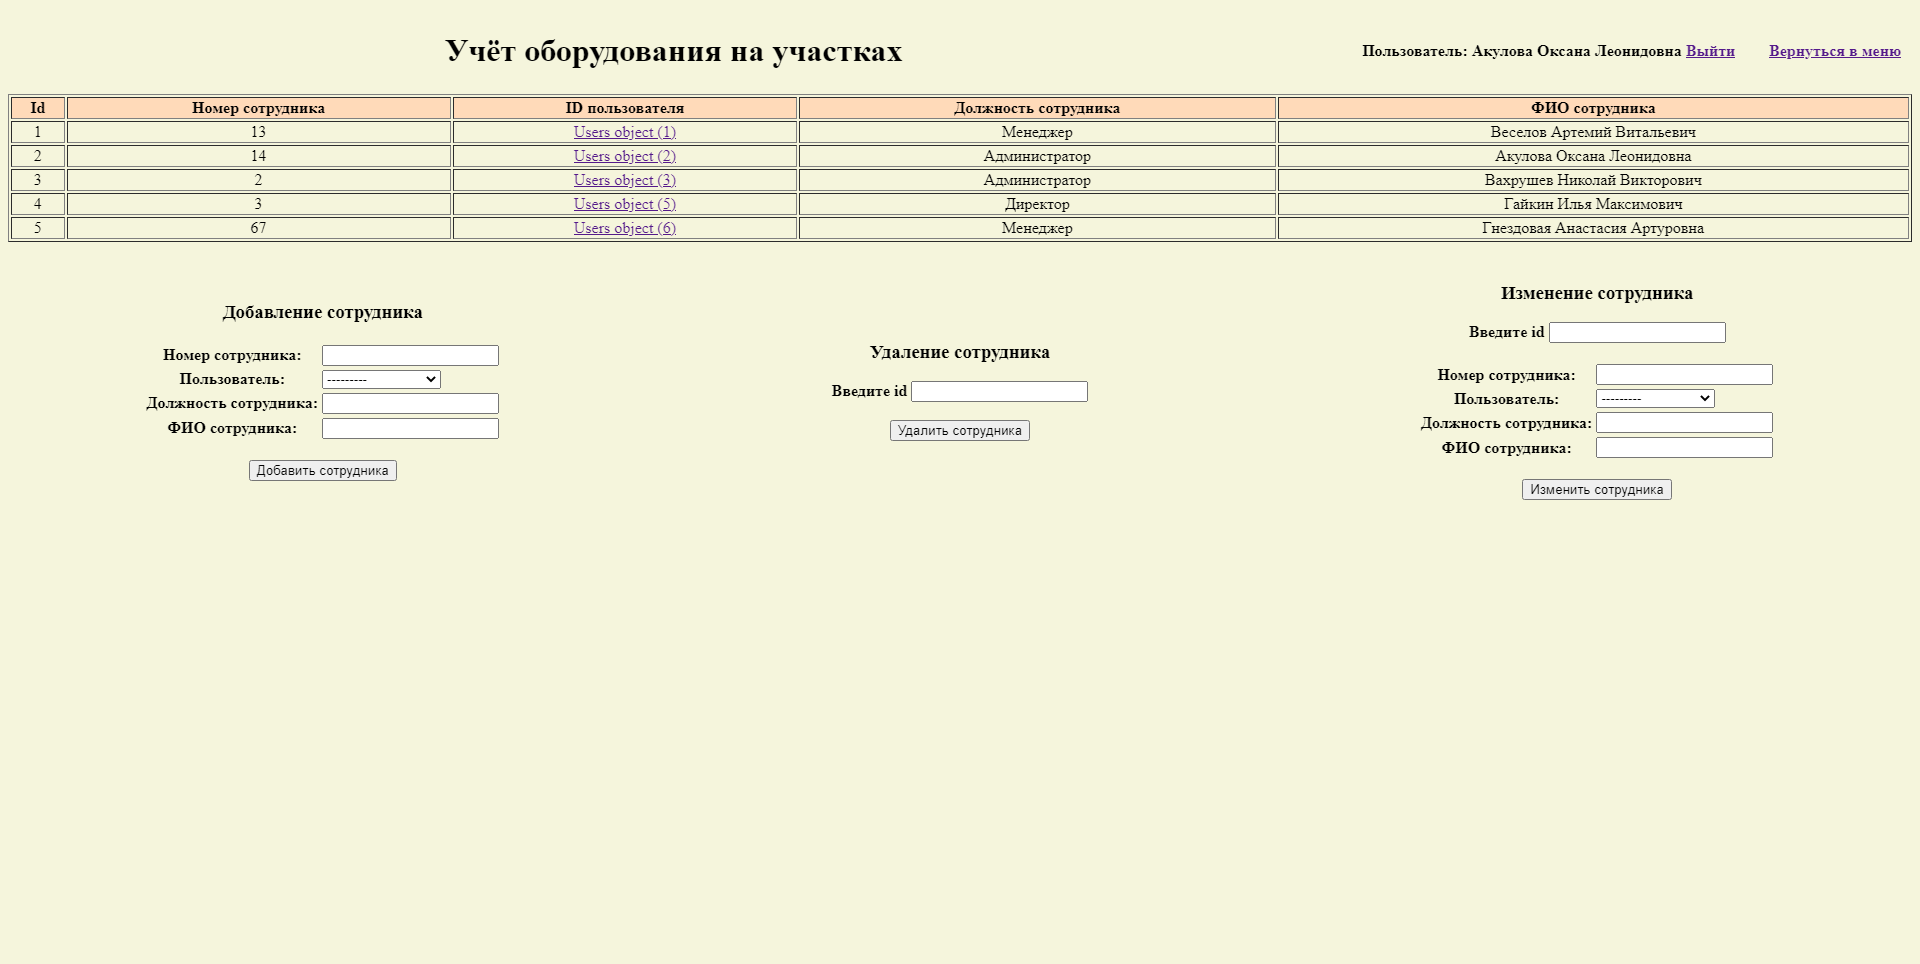 Учёт оборудования на участках
Пользователь: Акулова Оксана Леонидовна Выйти Вернуться в меню
Id Номер сотрудника ID пользователя Должность сотрудника ФИО сотрудника
1 13 Users object (1) Менеджер Веселов Артемий Витальевич
2 14 Users object (2) Администратор Акулова Оксана Леонидовна
3 2 Users object (3) Администратор Вахрушев Николай Викторович
4 3 Users object (5) Директор Гайкин Илья Максимович
5 67 Users object (6) Менеджер Гнездовая Анастасия Артуровна
Добавление сотрудника
Номер сотрудника:
Пользователь: ---------
Должность сотрудника:
ФИО сотрудника:
Добавить сотрудника
Удаление сотрудника
Введите id
Удалить сотрудника
Изменение сотрудника
Введите id
Номер сотрудника:
Пользователь: ---------
Должность сотрудника:
ФИО сотрудника:
Изменить сотрудника